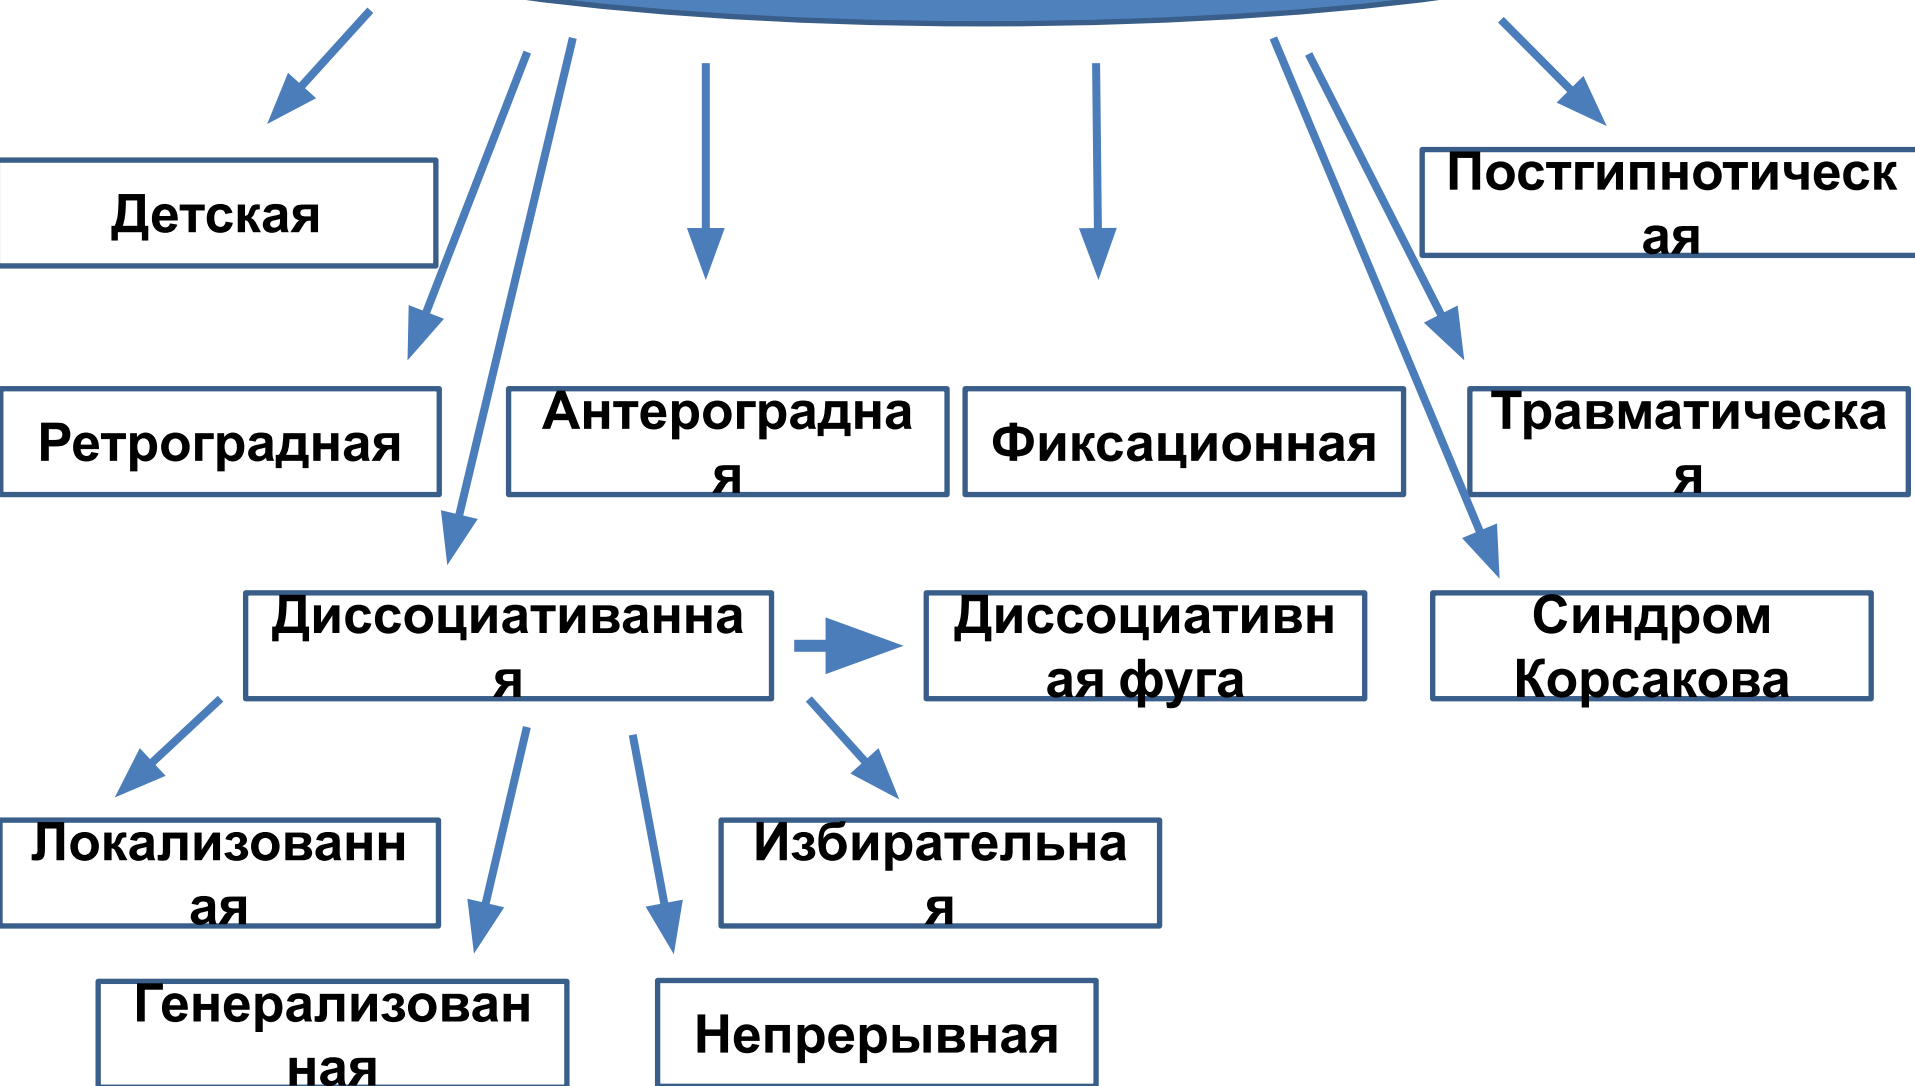 Детская
Постгипнотическ
ая
Ретроградная
Антероградна
я
Фиксационная
Травматическа
я
Диссоциативанна
я
Диссоциативн
ая фуга
Синдром
Корсакова
Локализованн
ая
Избирательна
я
Генерализован
ная
Непрерывная